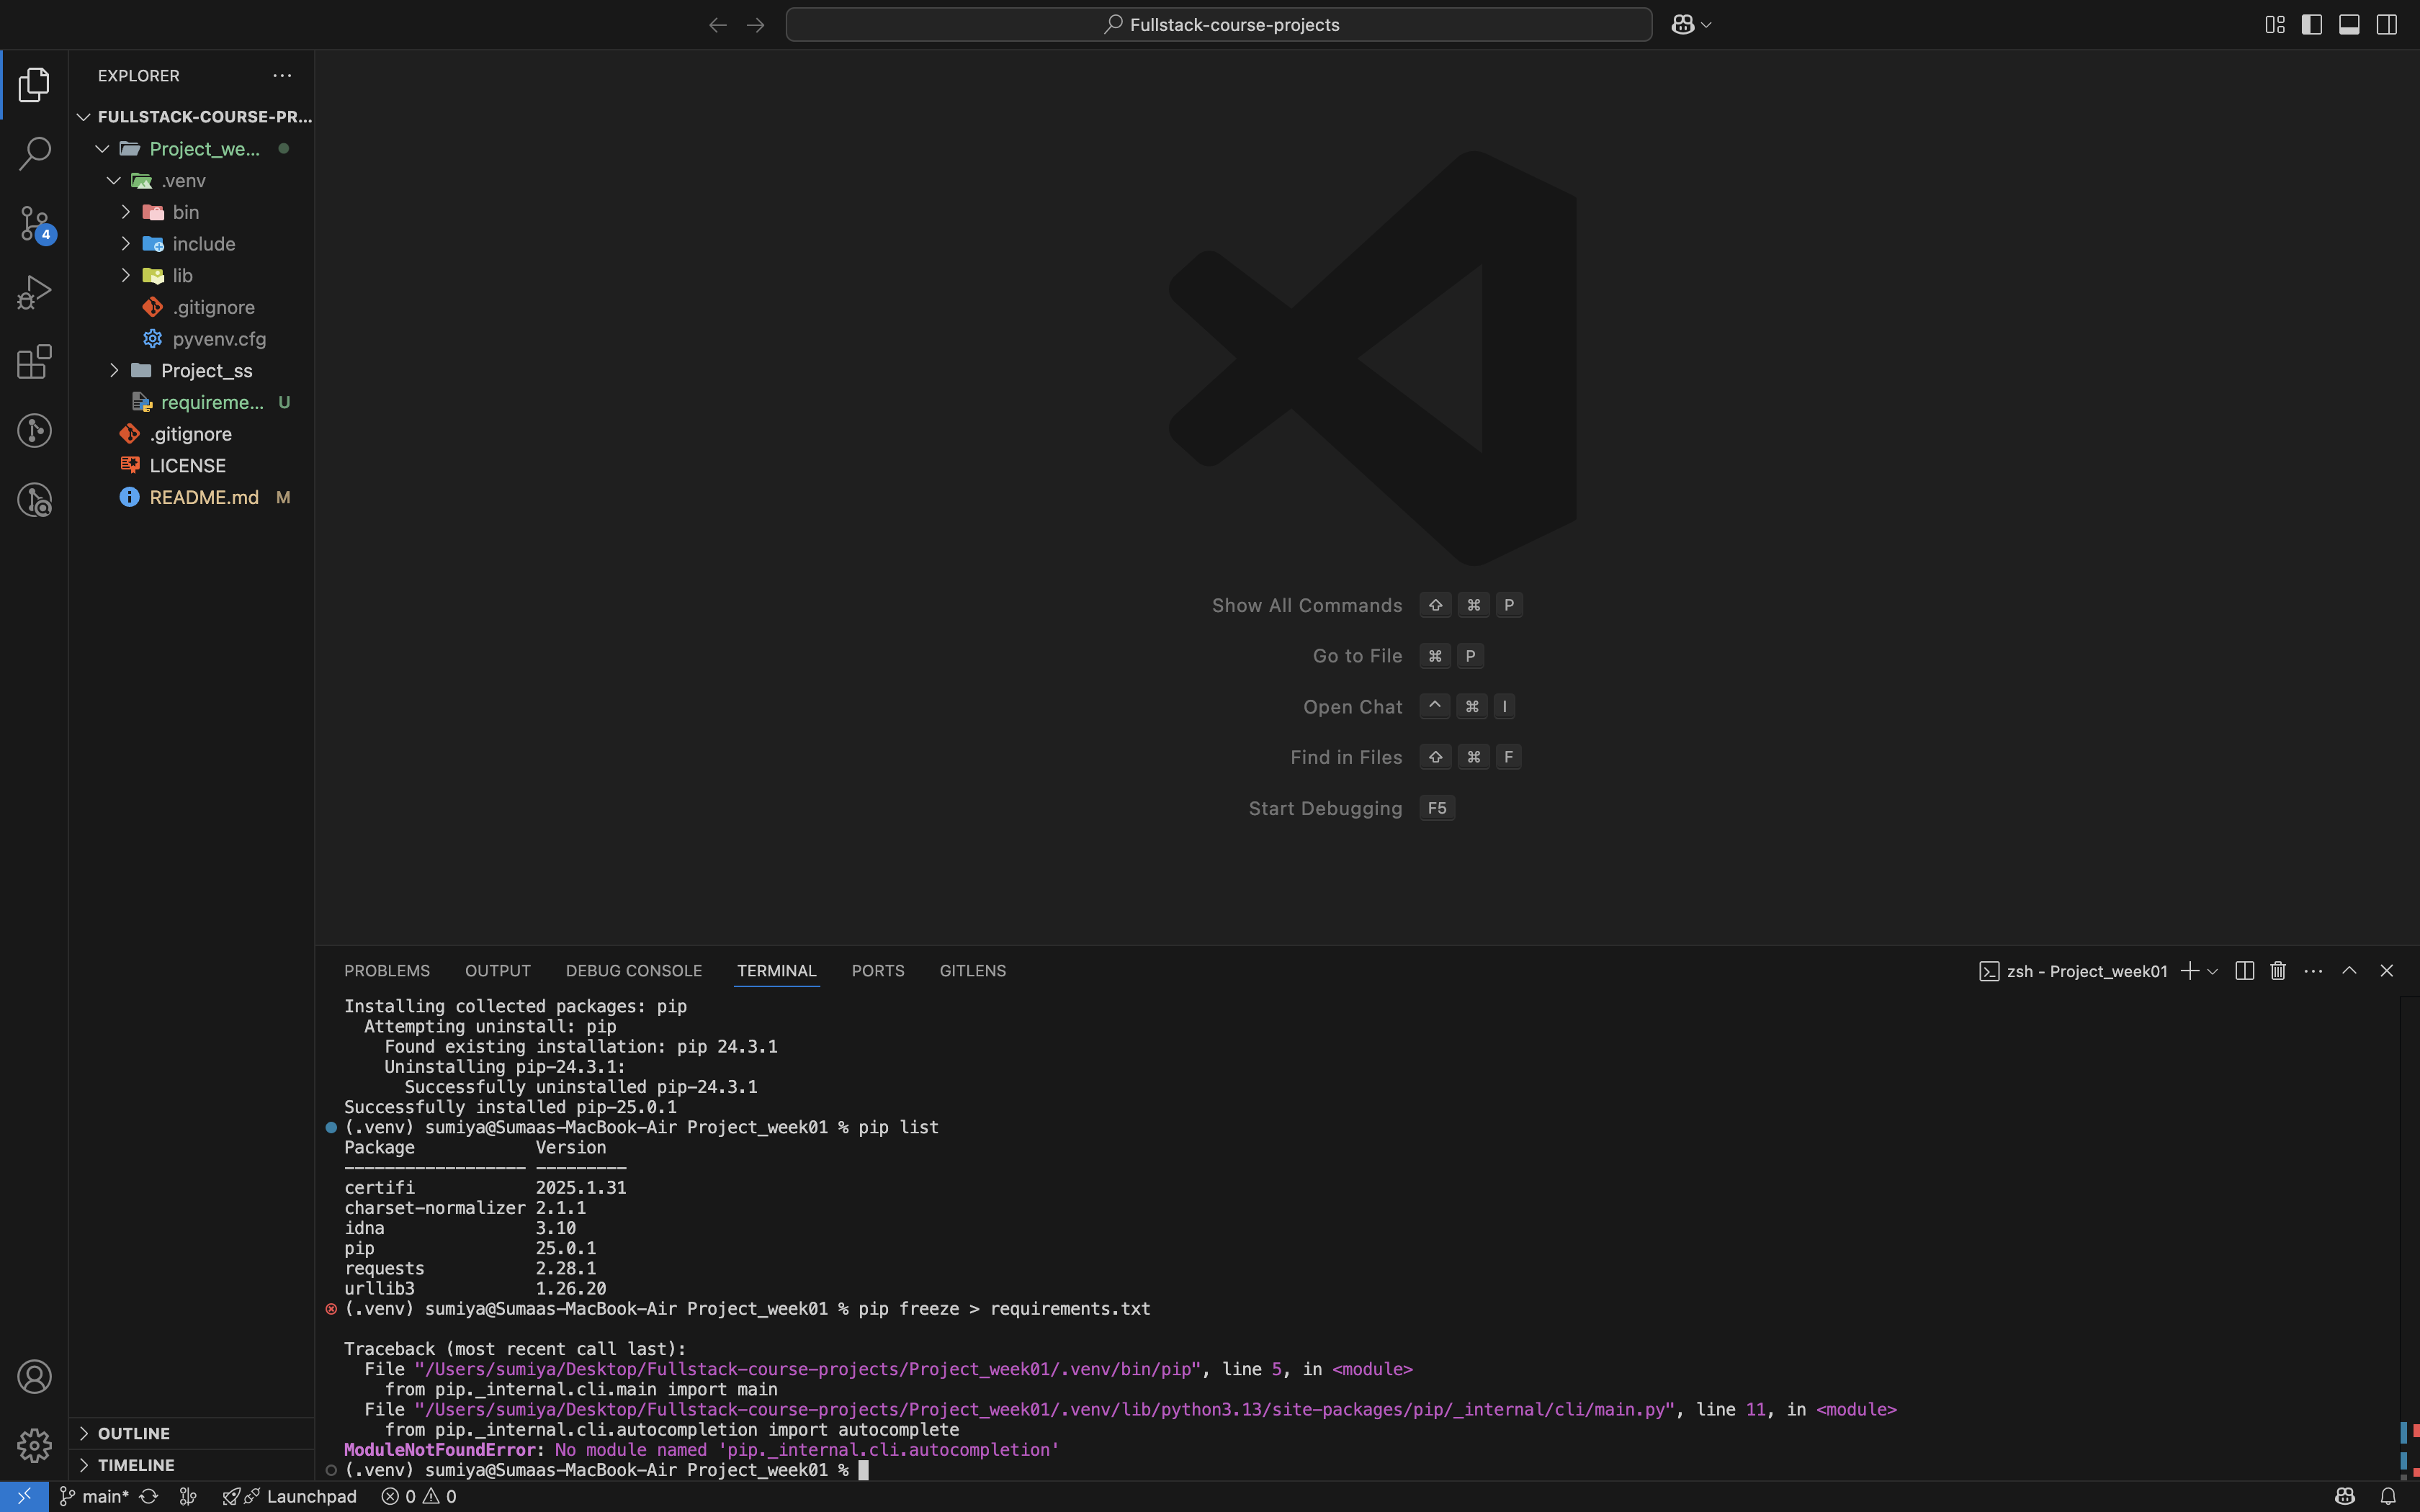 Fullstack-course-projects
EXPLORER
FULLSTACK-COURSE-PR...
Project_we...
.venv
bin
include
lib
.gitignore
pyvenv.cfg
Project_ss
requireme... U
.gitignore
LICENSE
README.md M
4
OUTLINE
TIMELINE
Show All Commands ⇧ ⌘ P
Go to File ⌘ P
Open Chat ^ ⌘ I
Find in Files ⇧ ⌘ F
Start Debugging F5
PROBLEMS OUTPUT DEBUG CONSOLE TERMINAL PORTS GITLENS
zsh - Project_week01
Installing collected packages: pip
Attempting uninstall: pip
Found existing installation: pip 24.3.1
Uninstalling pip-24.3.1:
Successfully uninstalled pip-24.3.1
Successfully installed pip-25.0.1
(.venv) sumiya@Sumaas-MacBook-Air Project_week01 % pip list
Package Version
------------------ ---------
certifi 2025.1.31
charset-normalizer 2.1.1
idna 3.10
pip 25.0.1
requests 2.28.1
urllib3 1.26.20
(.venv) sumiya@Sumaas-MacBook-Air Project_week01 % pip freeze > requirements.txt
Traceback (most recent call last):
File "/Users/sumiya/Desktop/Fullstack-course-projects/Project_week01/.venv/bin/pip", line 5, in <module>
from pip._internal.cli.main import main
File "/Users/sumiya/Desktop/Fullstack-course-projects/Project_week01/.venv/lib/python3.13/site-packages/pip/_internal/cli/main.py", line 11, in <module>
from pip._internal.cli.autocompletion import autocomplete
ModuleNotFoundError: No module named 'pip._internal.cli.autocompletion'
(.venv) sumiya@Sumaas-MacBook-Air Project_week01 %
main* Launchpad 0 0